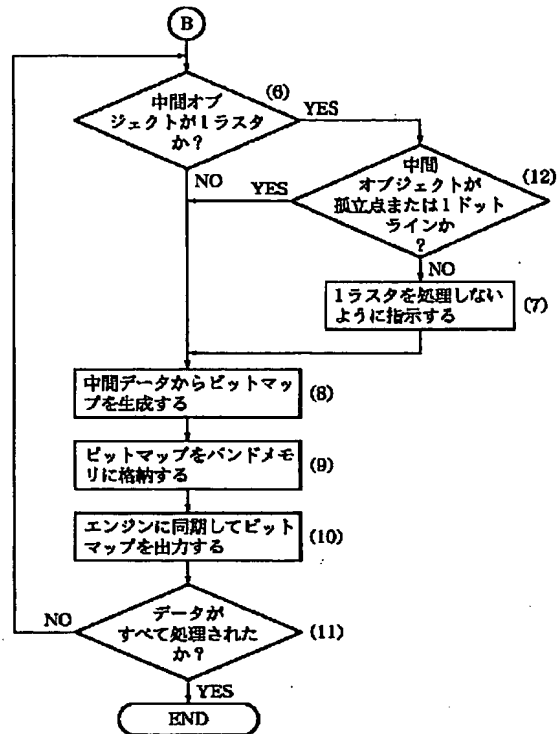 B
中間オブ
ジェクトが1ラスタ
か?
(6)
YES
NO
中間
オブジェクトが
孤立点または1ドット
ラインか
?
(12)
YES
NO
1ラスタを処理しない
ように指示する
(7)
中間データからビットマッ
プを生成する
(8)
ビットマップをバンドメモ
リに格納する
(9)
エンジンに同期してビット
マップを出力する
(10)
データが
すべて処理された
か?
(11)
NO
YES
END